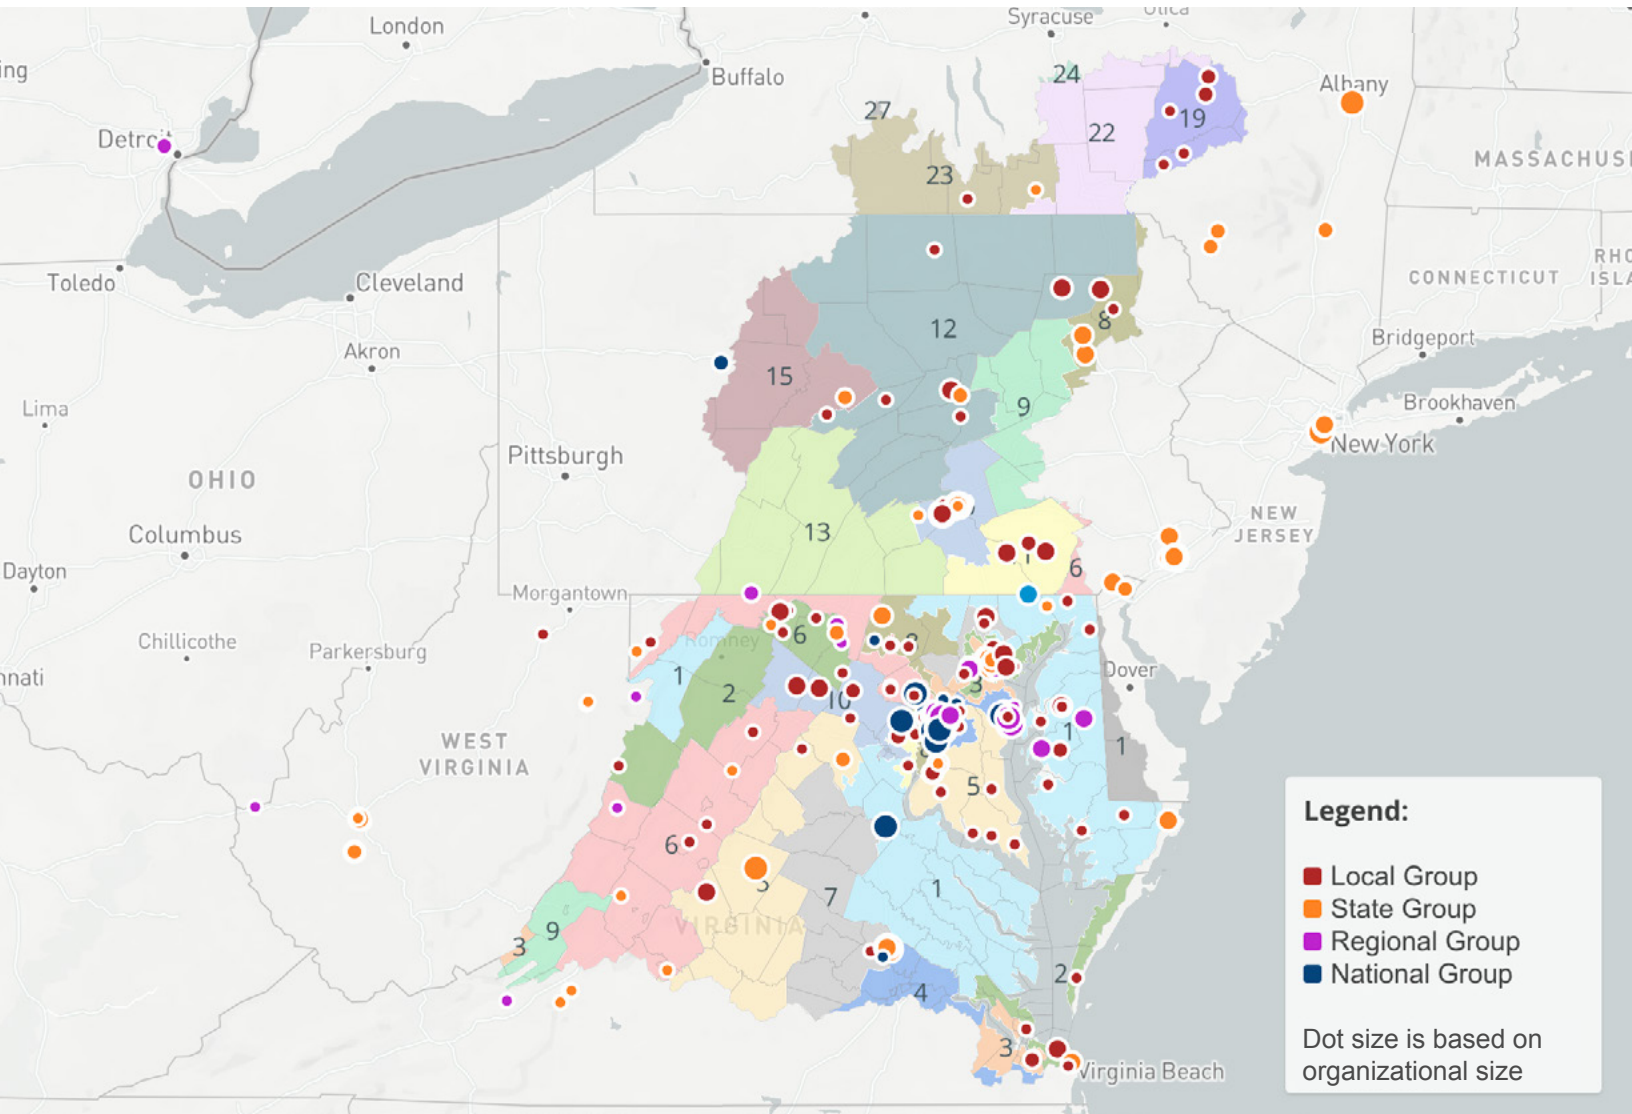 London
Syracuse
Utica
Buffalo
24
Albany
27
22
19
Detroit
23
MASSACHUS
Toledo
Cleveland
CONNECTICUT
RHO
ISLA
12
8
Bridgeport
Akron
15
Lima
9
Brookhaven
New York
Pittsburgh
OHIO
13
NEW
JERSEY
Columbus
6
Dayton
Morgantown
Chillicothe
Parkersburg
Romney
6
nnati
1
2
10
3
Dover
1
1
WEST
VIRGINIA
5
6
5
7
1
VIRGINIA
9
3
2
4
3
Virginia Beach
Legend:
Local Group
State Group
Regional Group
National Group
Dot size is based on
organizational size